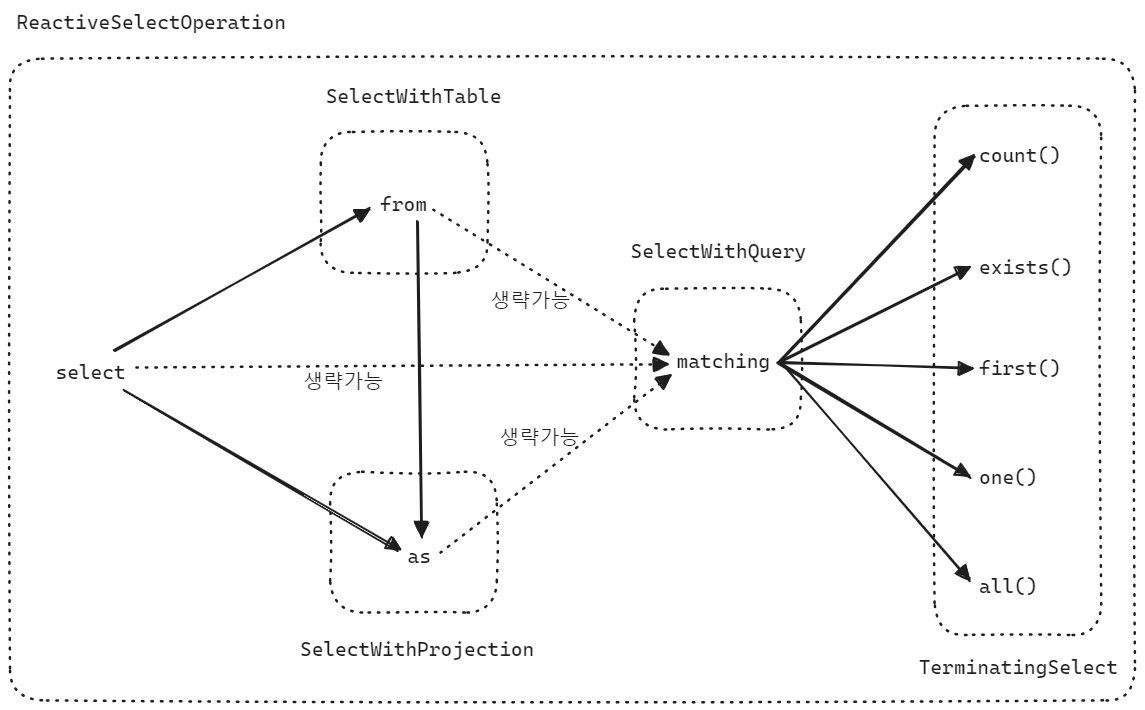 ReactiveSelectOperation
SelectWithTable
count()
from
SelectWithQuery
exists()
생략가능
matching
first()
select
생략가능
생략가능
one()
as
all()
SelectWithProjection
TerminatingSelect